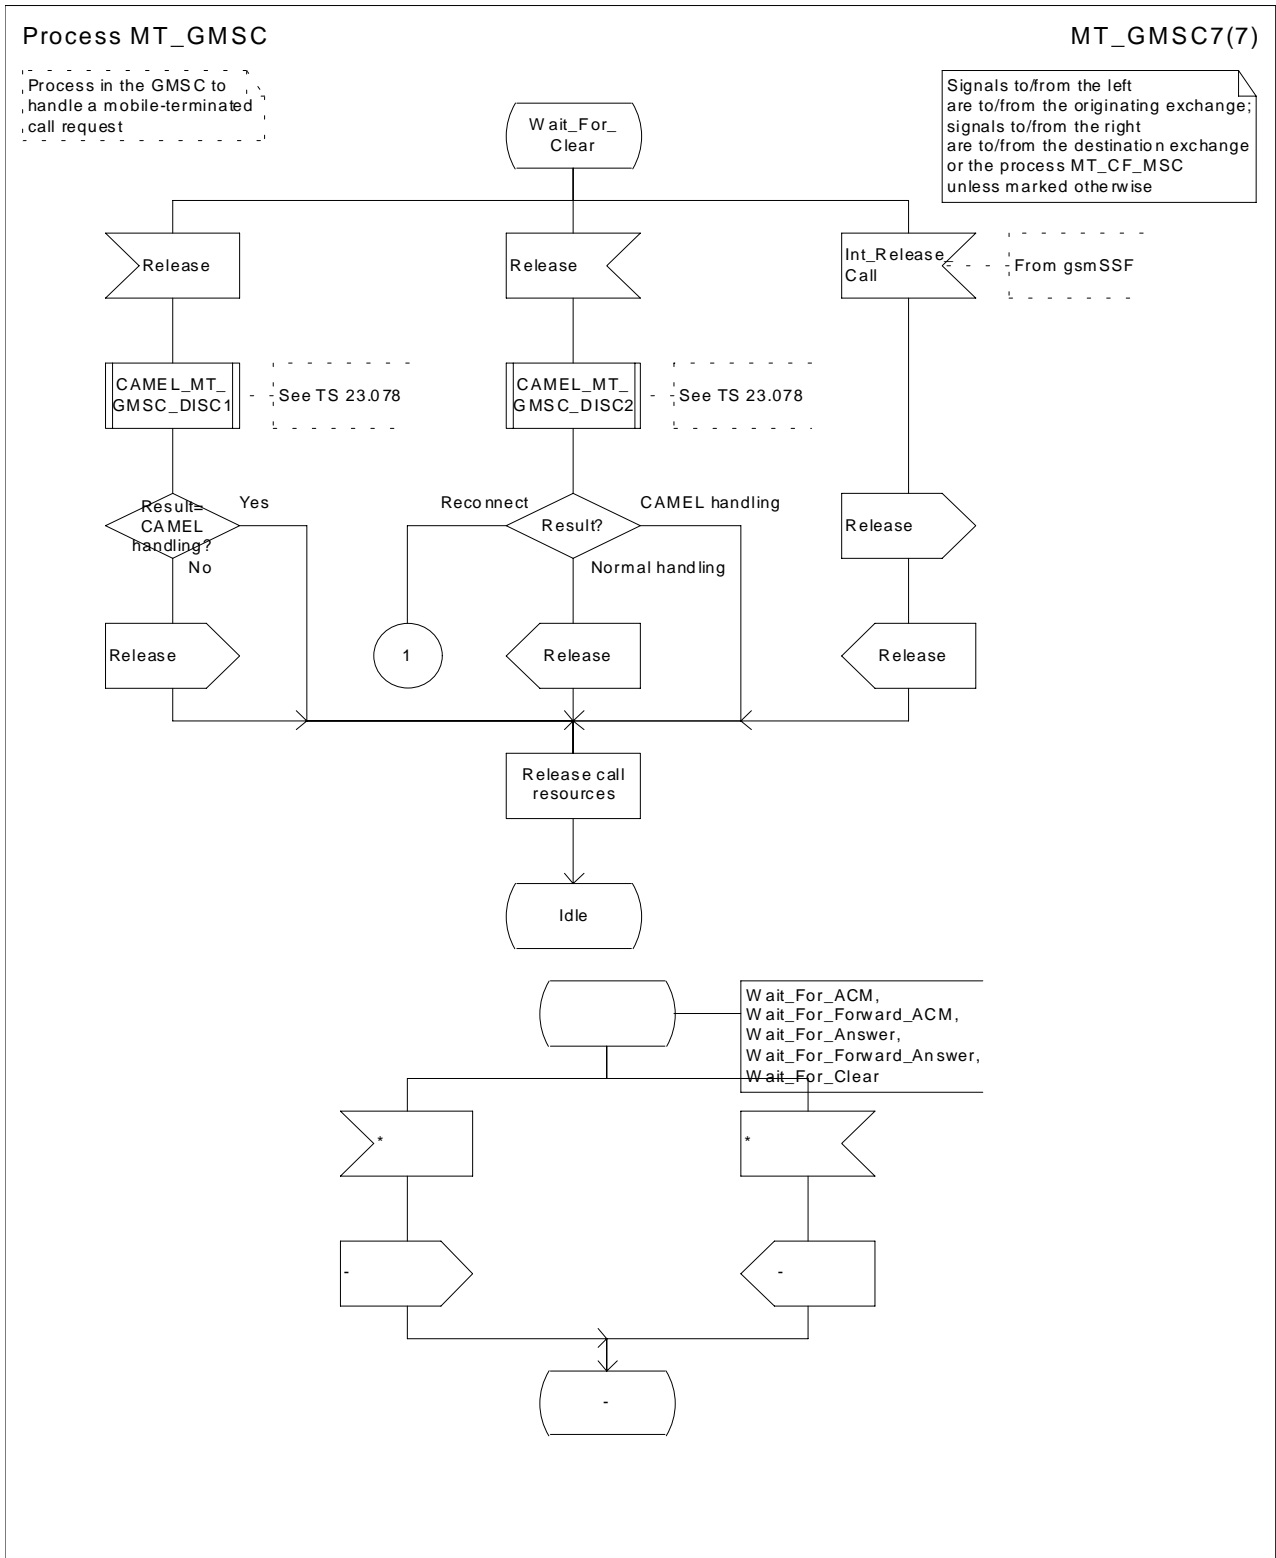 Process MT_GMSC
MT_GMSC7(7)
Process in the GMSC to
handle a mobile-terminated
call request
Signals to/from the left
are to/from the originating exchange;
signals to/from the right
are to/from the destination exchange
or the process MT_CF_MSC
unless marked otherwise
Wait_For_
Clear
Release
Release
Int_Release_
Call
From gsmSSF
CAMEL_MT_
GMSC_DISC1
See TS 23.078
CAMEL_MT_
GMSC_DISC2
See TS 23.078
Result=
CAMEL
handling?
Yes
No
Reconnect
Result?
CAMEL handling
Normal handling
Release
Release
1
Release
Release
Release call
resources
Idle
Wait_For_ACM,
Wait_For_Forward_ACM,
Wait_For_Answer,
Wait_For_Forward_Answer,
Wait_For_Clear
*
*
-
-
-